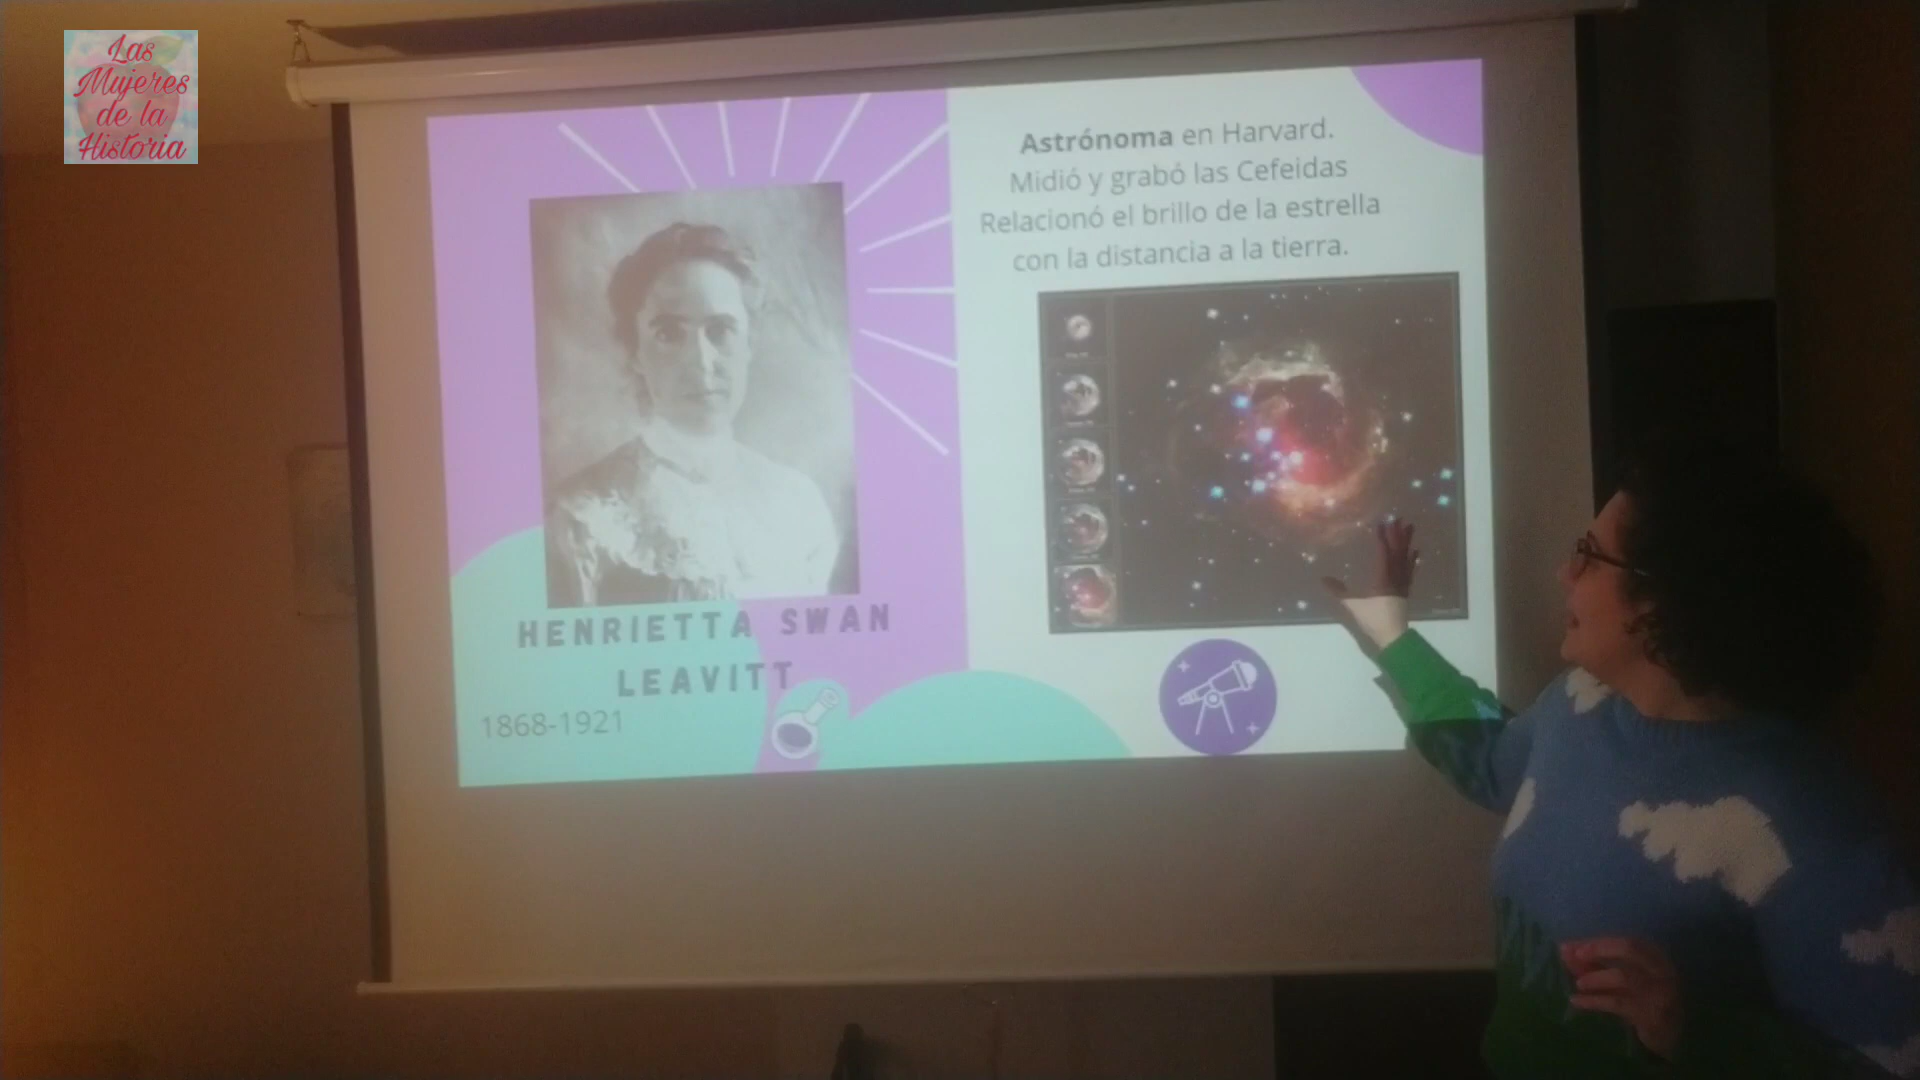 Las
Mujeres
de la
Historia
Astrónoma en Harvard.
Midió y grabó las Cefeidas
Relacionó el brillo de la estrella
con la distancia a la tierra.
HENRIETTA SWAN
LEAVITT
1868-1921